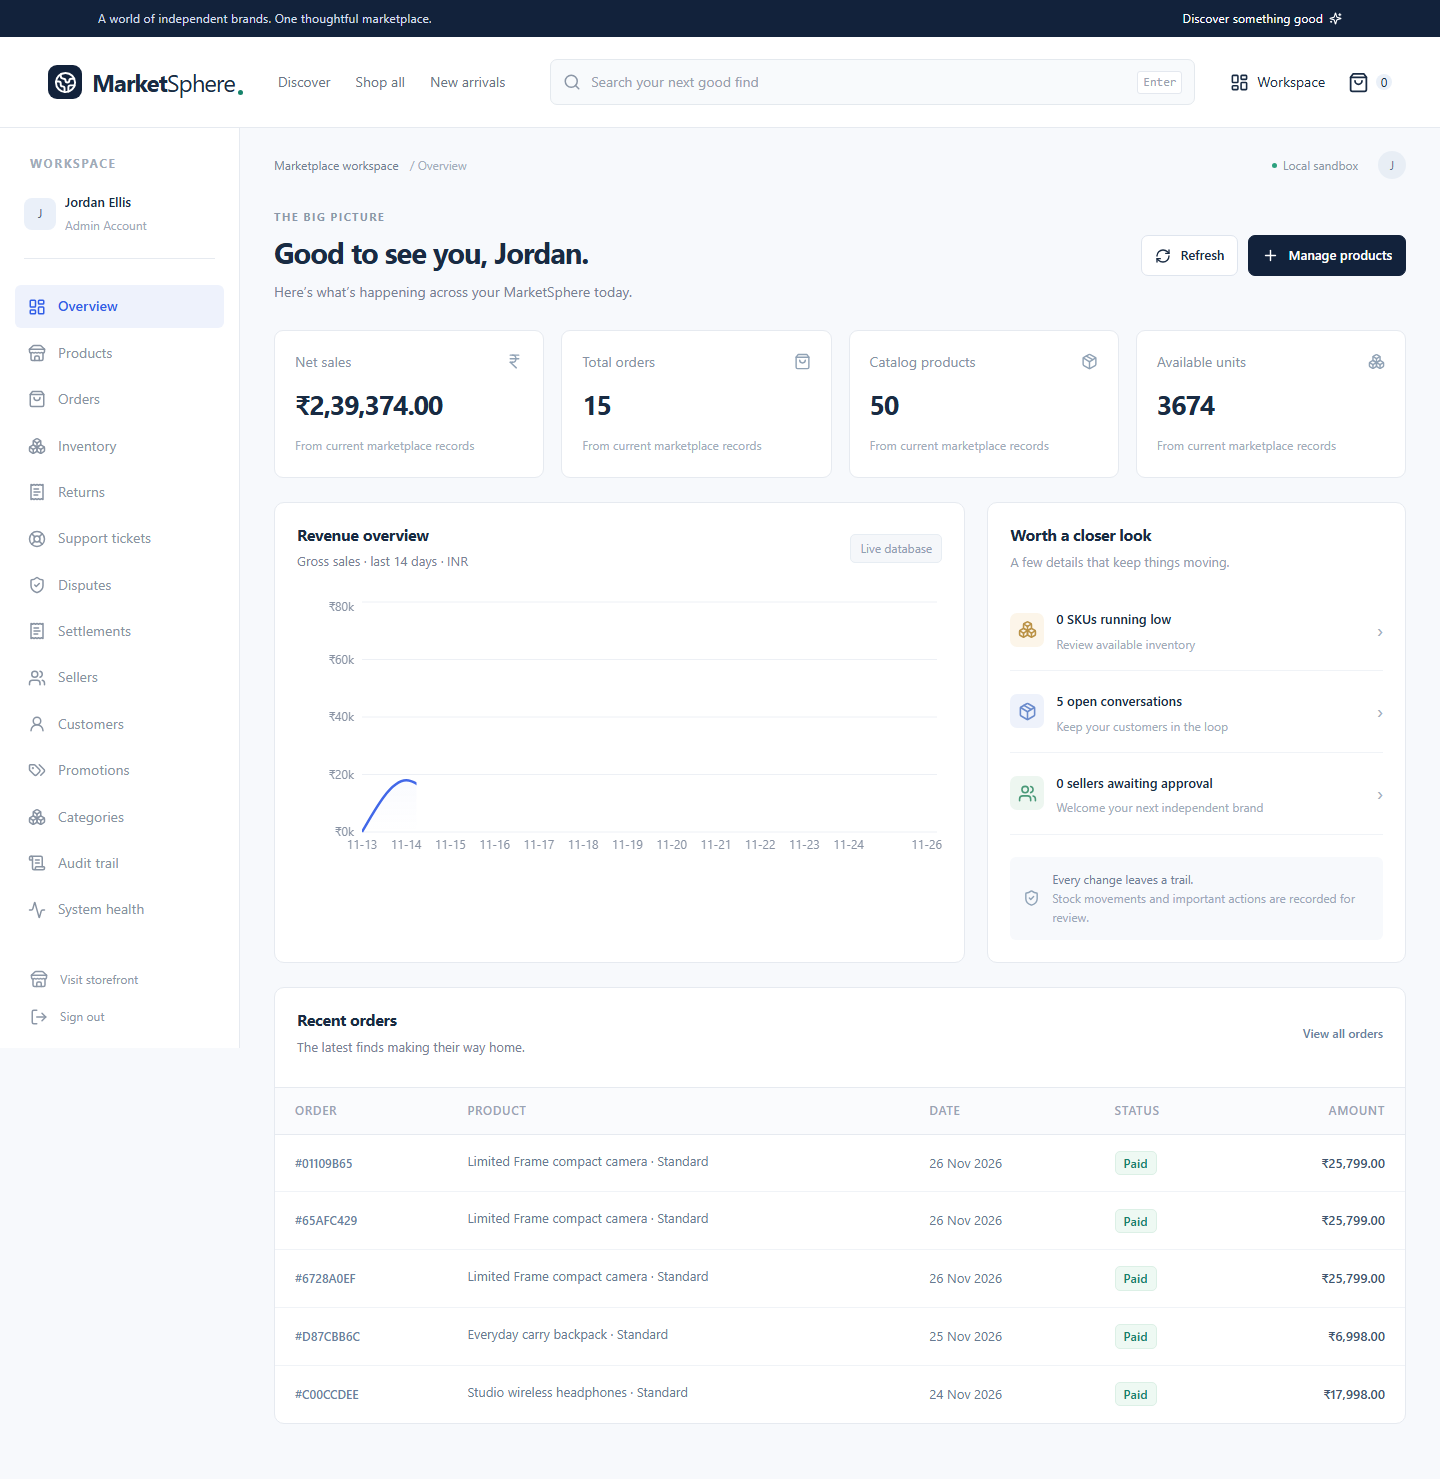 A world of independent brands. One thoughtful marketplace.
Discover something good
MarketSphere.
Discover
Shop all
New arrivals
Search your next good find
Enter
Workspace
0
WORKSPACE
J
Jordan Ellis
Admin Account
Overview
Products
Orders
Inventory
Returns
Support tickets
Disputes
Settlements
Sellers
Customers
Promotions
Categories
Audit trail
System health
Visit storefront
Sign out
Marketplace workspace / Overview
Local sandbox
J
THE BIG PICTURE
Good to see you, Jordan.
Here's what's happening across your MarketSphere today.
Refresh
Manage products
Net sales
₹
₹2,39,374.00
From current marketplace records
Total orders
15
From current marketplace records
Catalog products
50
From current marketplace records
Available units
3674
From current marketplace records
Revenue overview
Gross sales · last 14 days · INR
Live database
₹80k
₹60k
₹40k
₹20k
₹0k
11-13 11-14 11-15 11-16 11-17 11-18 11-19 11-20 11-21 11-22 11-23 11-24 11-26
Worth a closer look
A few details that keep things moving.
0 SKUs running low
Review available inventory
5 open conversations
Keep your customers in the loop
0 sellers awaiting approval
Welcome your next independent brand
Every change leaves a trail.
Stock movements and important actions are recorded for
review.
Recent orders
The latest finds making their way home.
View all orders
ORDER PRODUCT DATE STATUS AMOUNT
#01109B65 Limited Frame compact camera · Standard 26 Nov 2026 Paid ₹25,799.00
#65AFC429 Limited Frame compact camera · Standard 26 Nov 2026 Paid ₹25,799.00
#6728A0EF Limited Frame compact camera · Standard 26 Nov 2026 Paid ₹25,799.00
#D87CBB6C Everyday carry backpack · Standard 25 Nov 2026 Paid ₹6,998.00
#C00CCDEE Studio wireless headphones · Standard 24 Nov 2026 Paid ₹17,998.00